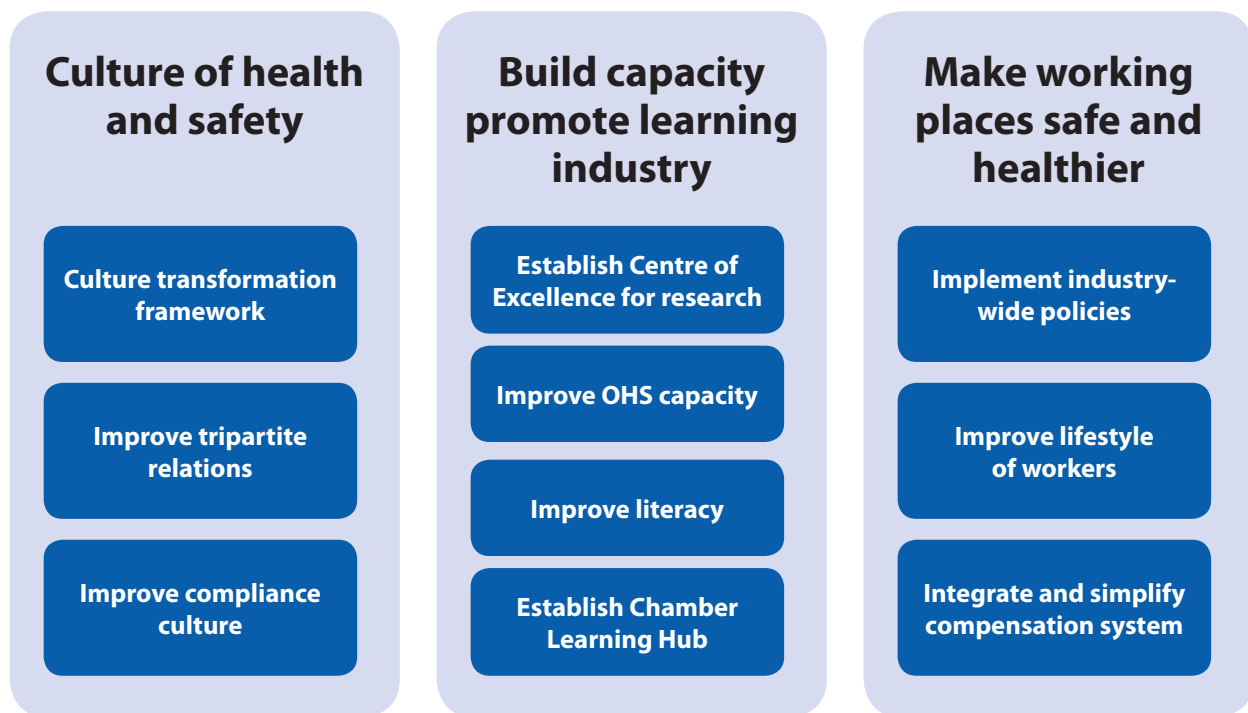 Culture of health
and safety
Culture transformation
framework
Improve tripartite
relations
Improve compliance
culture
Build capacity
promote learning
industry
Establish Centre of
Excellence for research
Improve OHS capacity
Improve literacy
Establish Chamber
Learning Hub
Make working
places safe and
healthier
Implement industry-
wide policies
Improve lifestyle
of workers
Integrate and simplify
compensation system